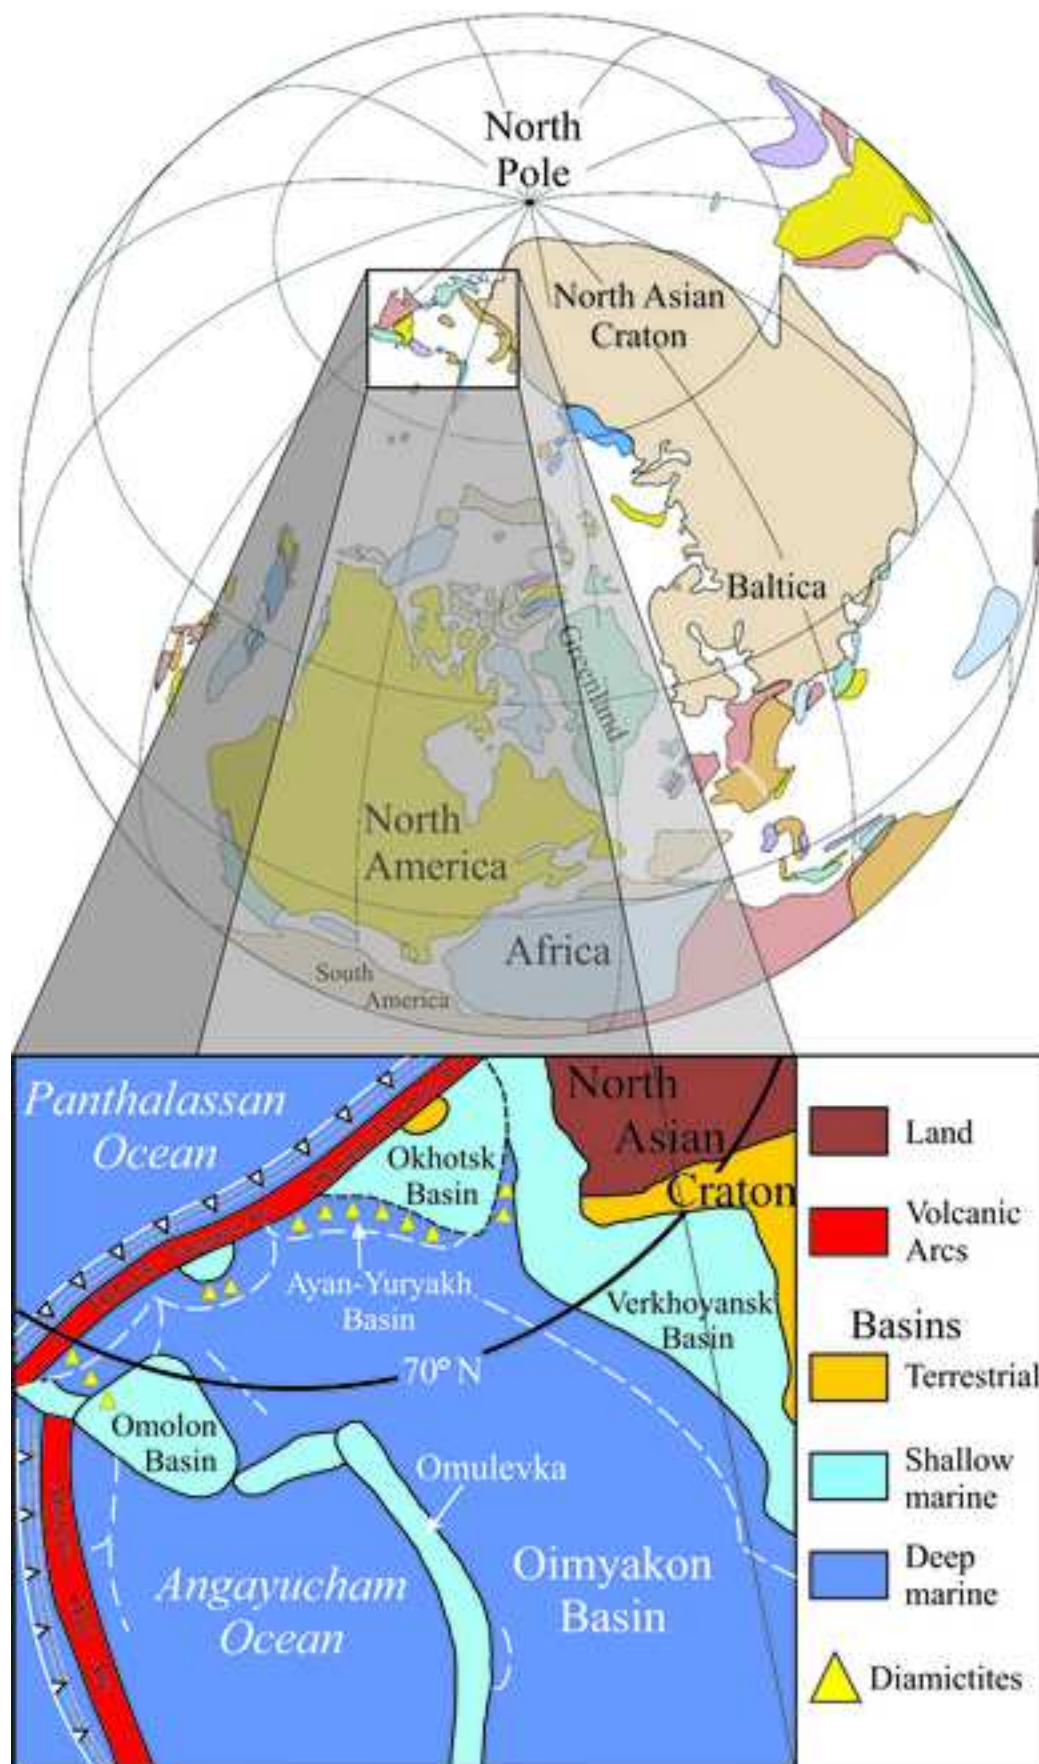 North
Pole
North Asian
Craton
Baltica
Greenland
North
America
Africa
South
America
Panthalassan
Ocean
North
Asian
Craton
Okhotsk
Basin
Ayan-Yuryakh
Basin
Verkhoyansk
Basin
70° N
Omolon
Basin
Omulevka
Oimyakon
Basin
Angayucham
Ocean
Land
Volcanic
Arcs
Basins
Terrestrial
Shallow
marine
Deep
marine
Diamictites